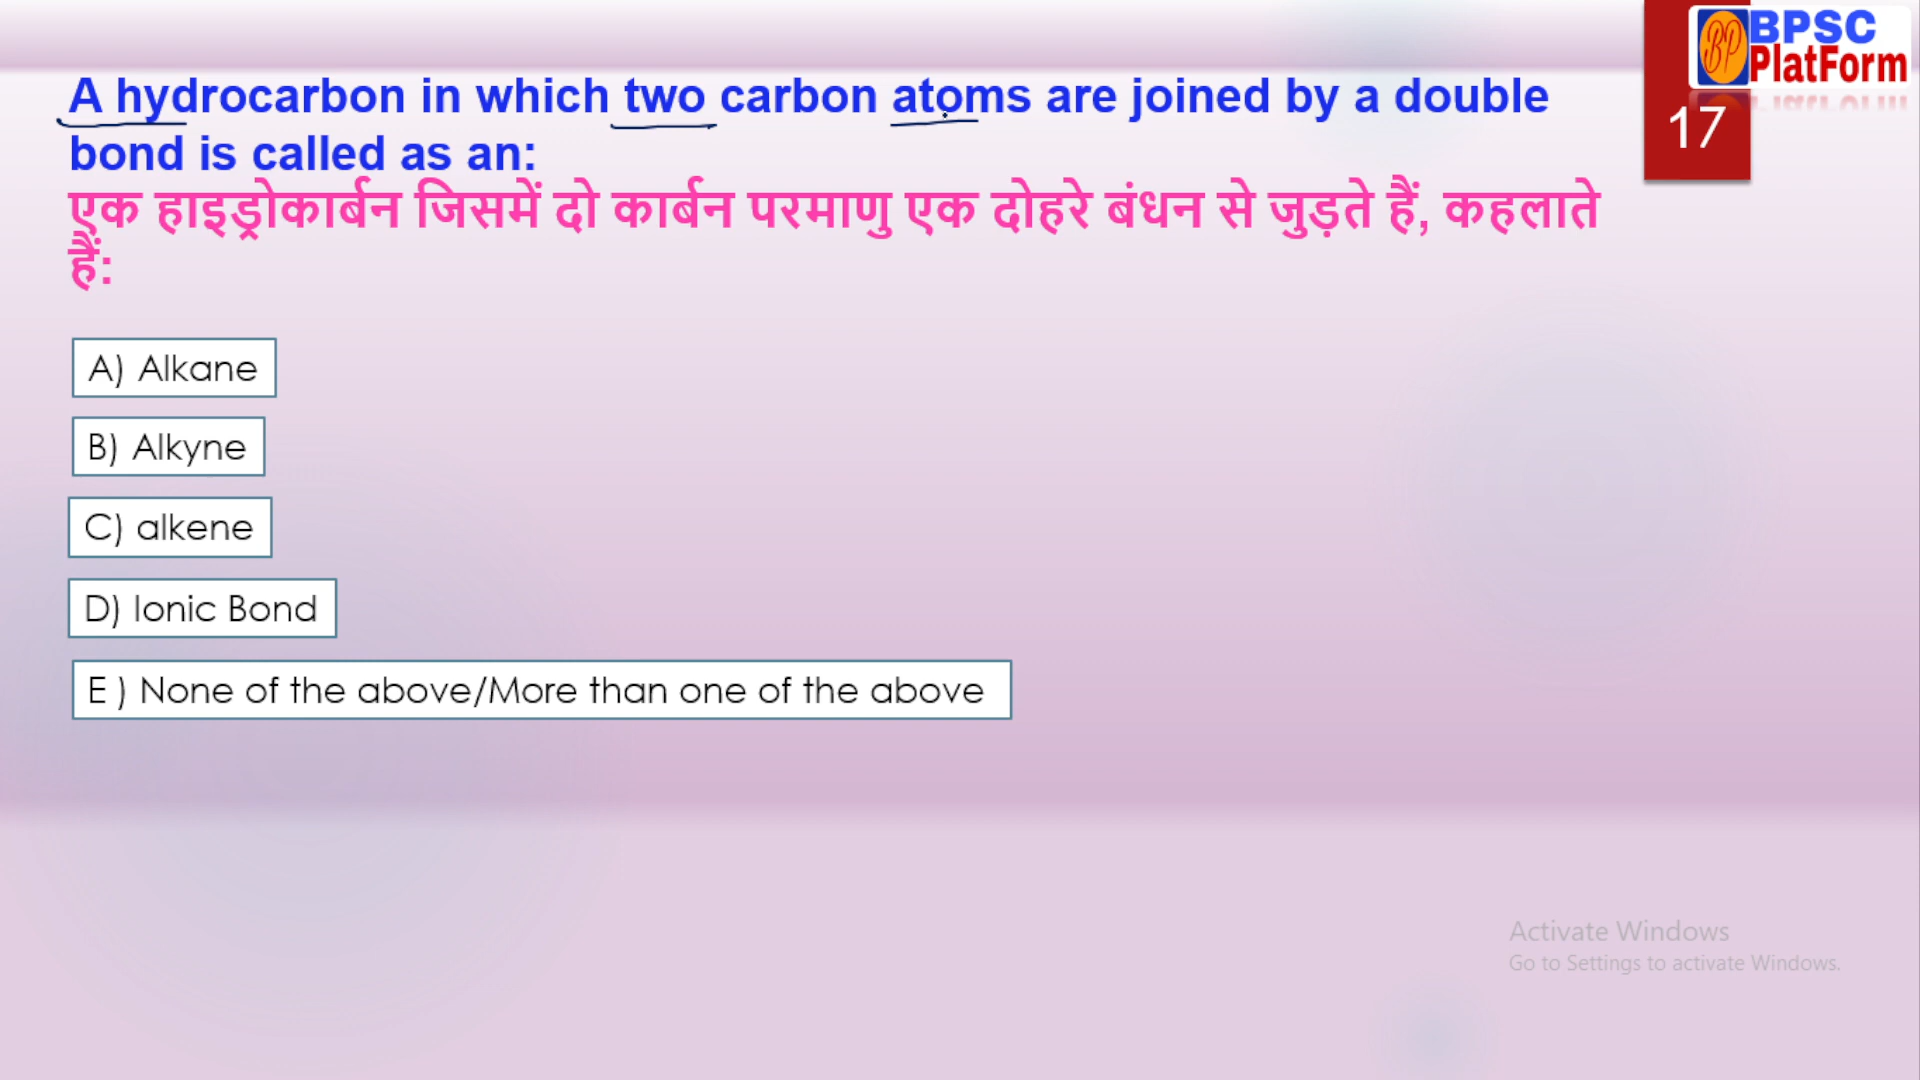 BPSC
PlatForm
17
A hydrocarbon in which two carbon atoms are joined by a double
bond is called as an:
एक हाइड्रोकार्बन जिसमें दो कार्बन परमाणु एक दोहरे बंधन से जुड़ते हैं, कहलाते
हैं:
A) Alkane
B) Alkyne
C) alkene
D) Ionic Bond
E ) None of the above/More than one of the above
Activate Windows
Go to Settings to activate Windows.